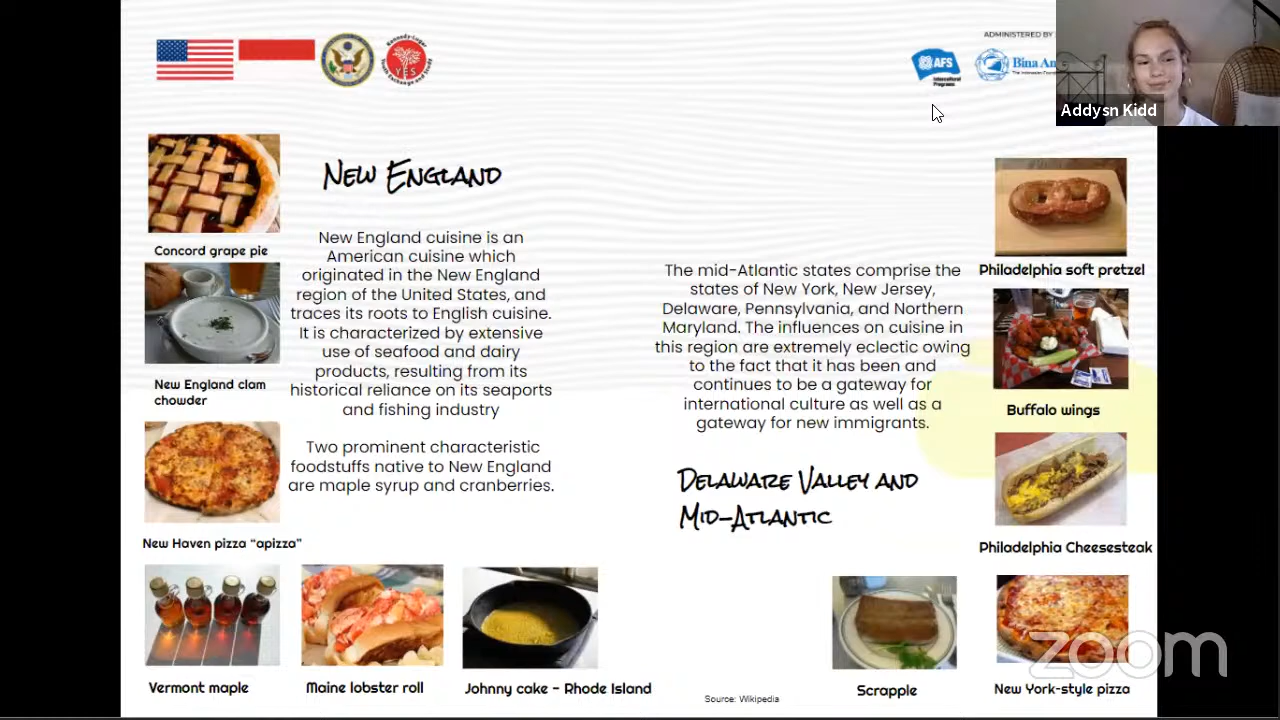 ADMINISTERED BY
AFS
Intercultural
Programs
Bina An
YES
Addysn Kidd
New England
Concord grape pie
New England cuisine is an
American cuisine which
originated in the New England
region of the United States, and
traces its roots to English cuisine.
It is characterized by extensive
use of seafood and dairy
products, resulting from its
historical reliance on its seaports
and fishing industry
Two prominent characteristic
foodstuffs native to New England
are maple syrup and cranberries.
New England clam
chowder
New Haven pizza “apizza”
Vermont maple
Maine lobster roll
Johnny cake - Rhode Island
The mid-Atlantic states comprise the
states of New York, New Jersey,
Delaware, Pennsylvania, and Northern
Maryland. The influences on cuisine in
this region are extremely eclectic owing
to the fact that it has been and
continues to be a gateway for
international culture as well as a
gateway for new immigrants.
Delaware Valley and
Mid-Atlantic
Philadelphia soft pretzel
Buffalo wings
Philadelphia Cheesesteak
Scrapple
New York-style pizza
Source: Wikipedia
zoom